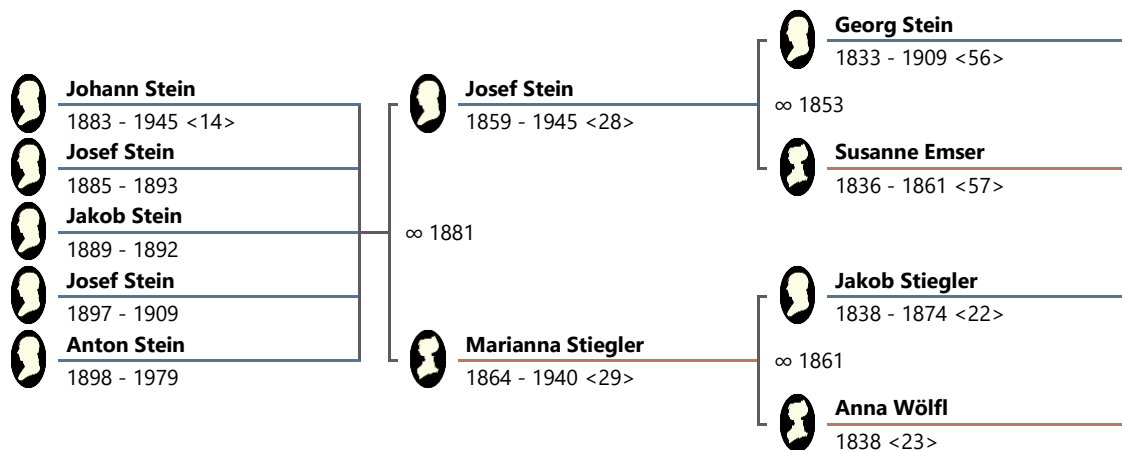 Johann Stein
1883 - 1945 <14>
Josef Stein
1885 - 1893
Jakob Stein
1889 - 1892
Josef Stein
1897 - 1909
Anton Stein
1898 - 1979
Josef Stein
1859 - 1945 <28>
∞ 1881
Marianna Stiegler
1864 - 1940 <29>
Georg Stein
1833 - 1909 <56>
∞ 1853
Susanne Emser
1836 - 1861 <57>
Jakob Stiegler
1838 - 1874 <22>
∞ 1861
Anna Wölfl
1838 <23>